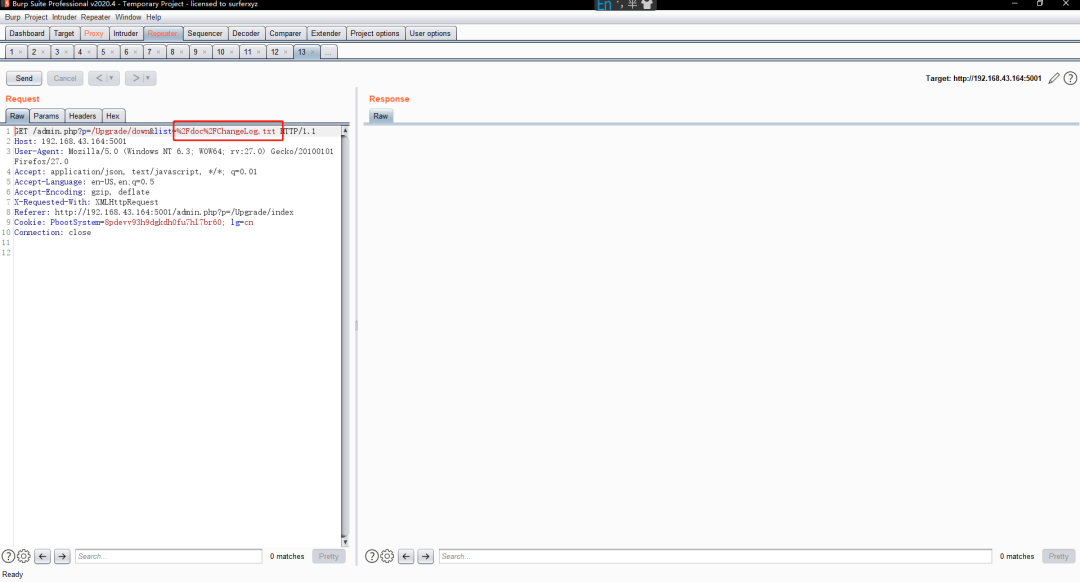 Burp Suite Professional v2020.4 - Temporary Project - licensed to surferxyz
En 半
Burp Project Intruder Repeater Window Help
Dashboard Target Proxy Intruder Repeater Sequencer Decoder Comparer Extender Project options User options
1 × 2 × 3 × 4 × 5 × 6 × 7 × 8 × 9 × 10 × 11 × 12 × 13 × ...
Send Cancel < ▼ > ▼ Target: http://192.168.43.164:5001
Request Response
Raw Params Headers Hex Raw
1 GET /admin.php?p=/Upgrade/down&list=%2Fdoc%2FChangeLog.txt HTTP/1.1
2 Host: 192.168.43.164:5001
3 User-Agent: Mozilla/5.0 (Windows NT 6.3; WOW64; rv:27.0) Gecko/20100101
Firefox/27.0
4 Accept: application/json, text/javascript, */*; q=0.01
5 Accept-Language: en-US,en;q=0.5
6 Accept-Encoding: gzip, deflate
7 X-Requested-With: XMLHttpRequest
8 Referer: http://192.168.43.164:5001/admin.php?p=/Upgrade/index
9 Cookie: PbootSystem=8pdevv93h9dgkdh0fu7hl7br60; lg=cn
10 Connection: close
11
12
Search... 0 matches Pretty Search... 0 matches Pretty
Ready